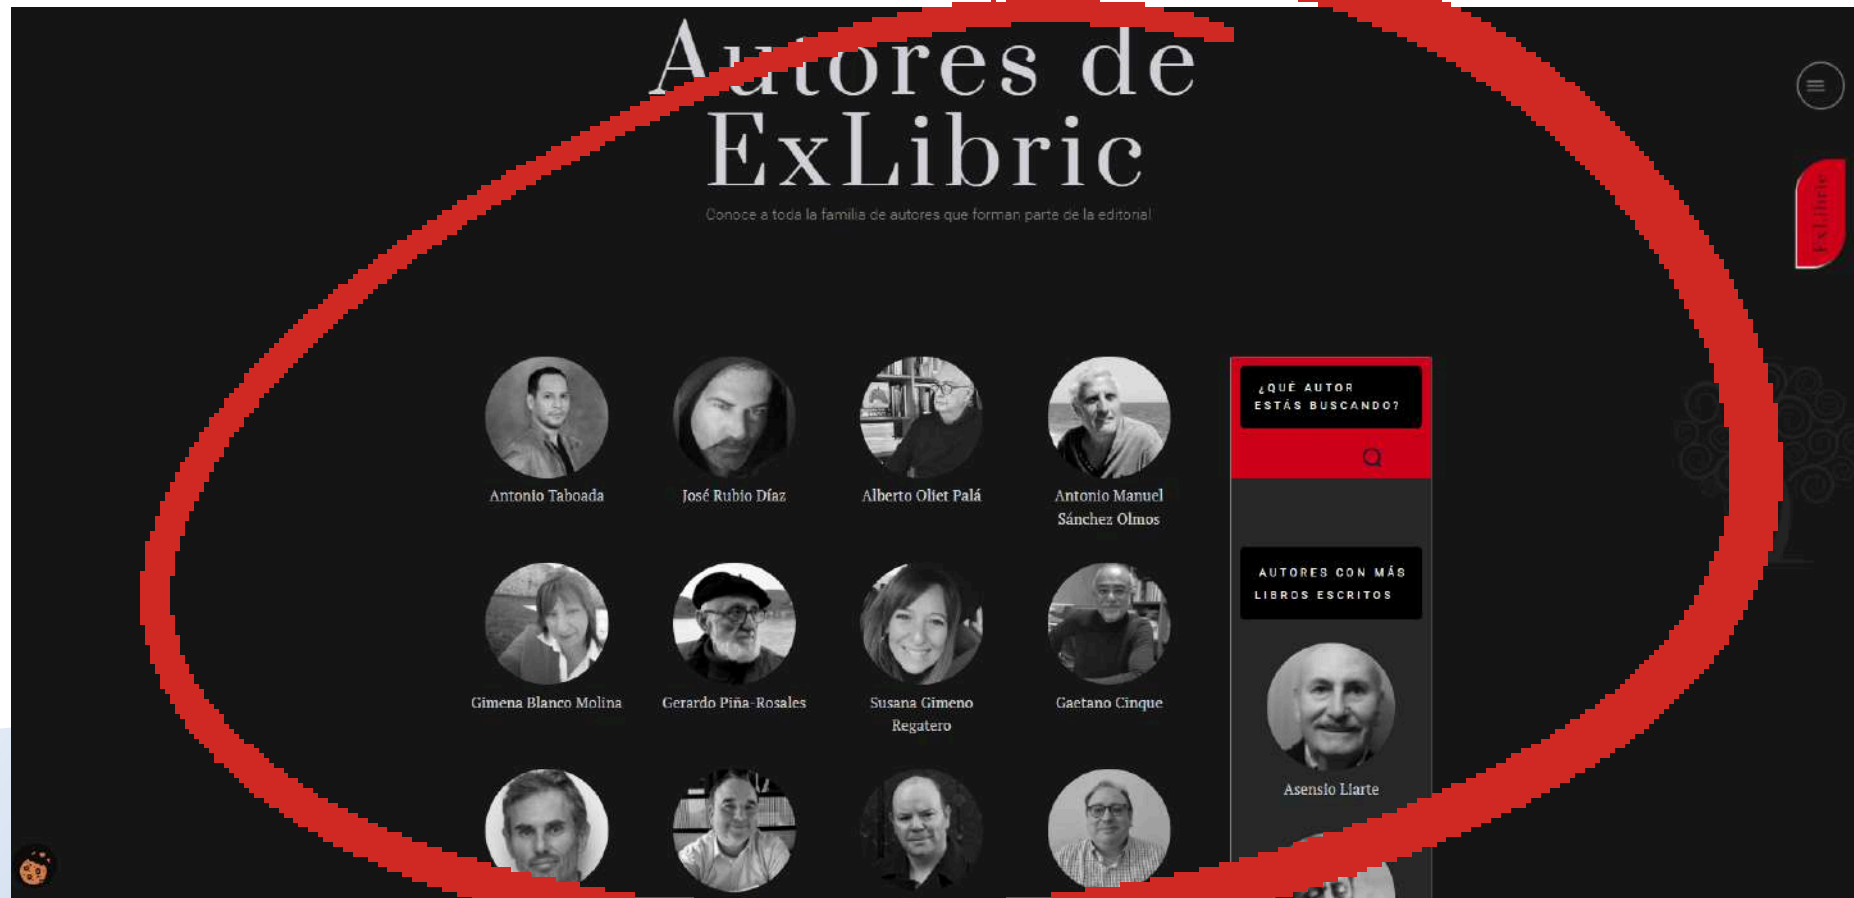 Autores de
ExLibric
Conoce a toda la familia de autores que forman parte de la editorial
ExLibric
¿QUÉ AUTOR
ESTÁS BUSCANDO?
Antonio Taboada
José Rubio Díaz
Alberto Oliet Palá
Antonio Manuel
Sánchez Olmos
AUTORES CON MÁS
LIBROS ESCRITOS
Gimena Blanco Molina
Gerardo Piña-Rosales
Susana Gimeno
Regatero
Gaetano Cinque
Asensio Liarte